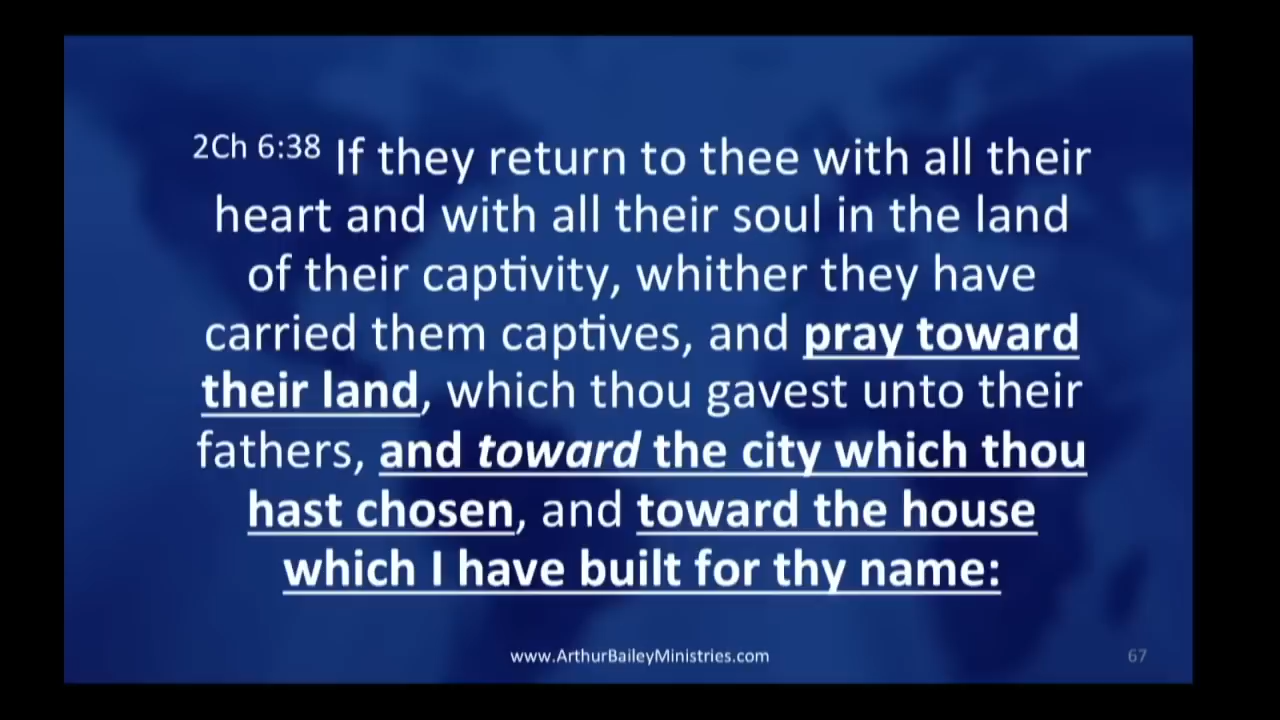 2Ch 6:38 If they return to thee with all their
heart and with all their soul in the land
of their captivity, whither they have
carried them captives, and pray toward
their land, which thou gavest unto their
fathers, and toward the city which thou
hast chosen, and toward the house
which I have built for thy name:
www.ArthurBaileyMinistries.com
67